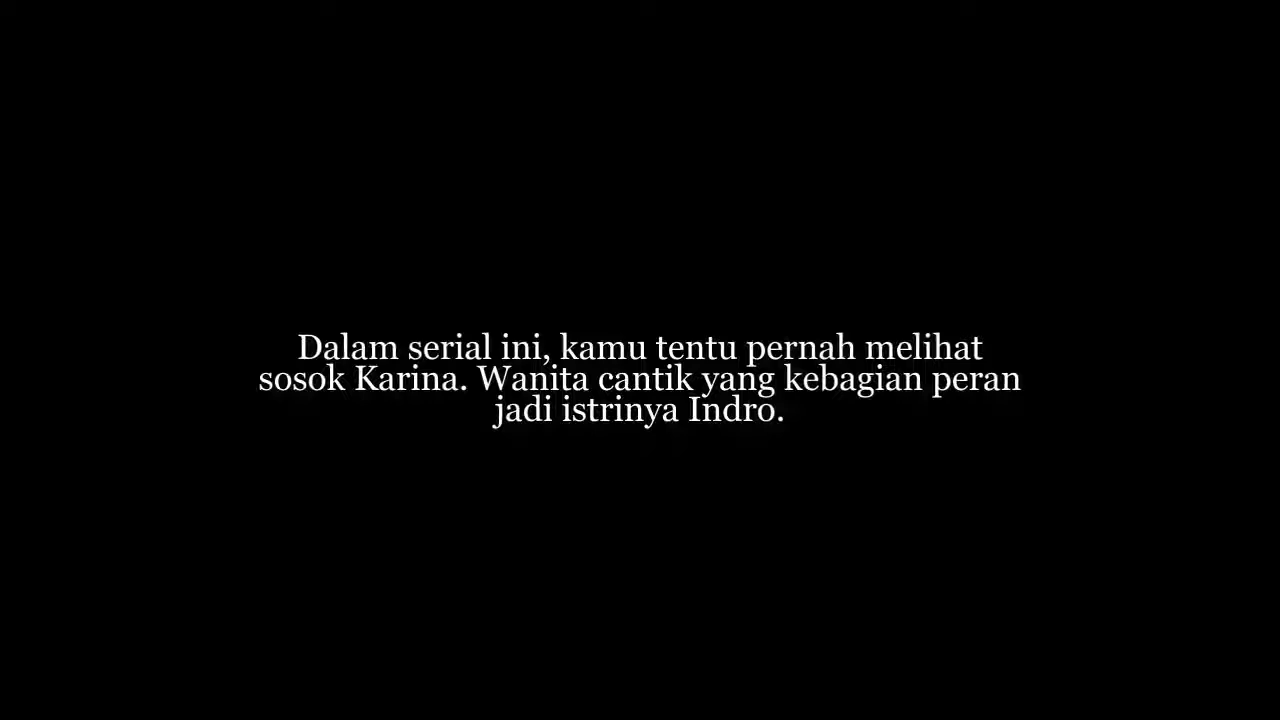 Dalam serial ini, kamu tentu pernah melihat
sosok Karina. Wanita cantik yang kebagian peran
jadi istrinya Indro.